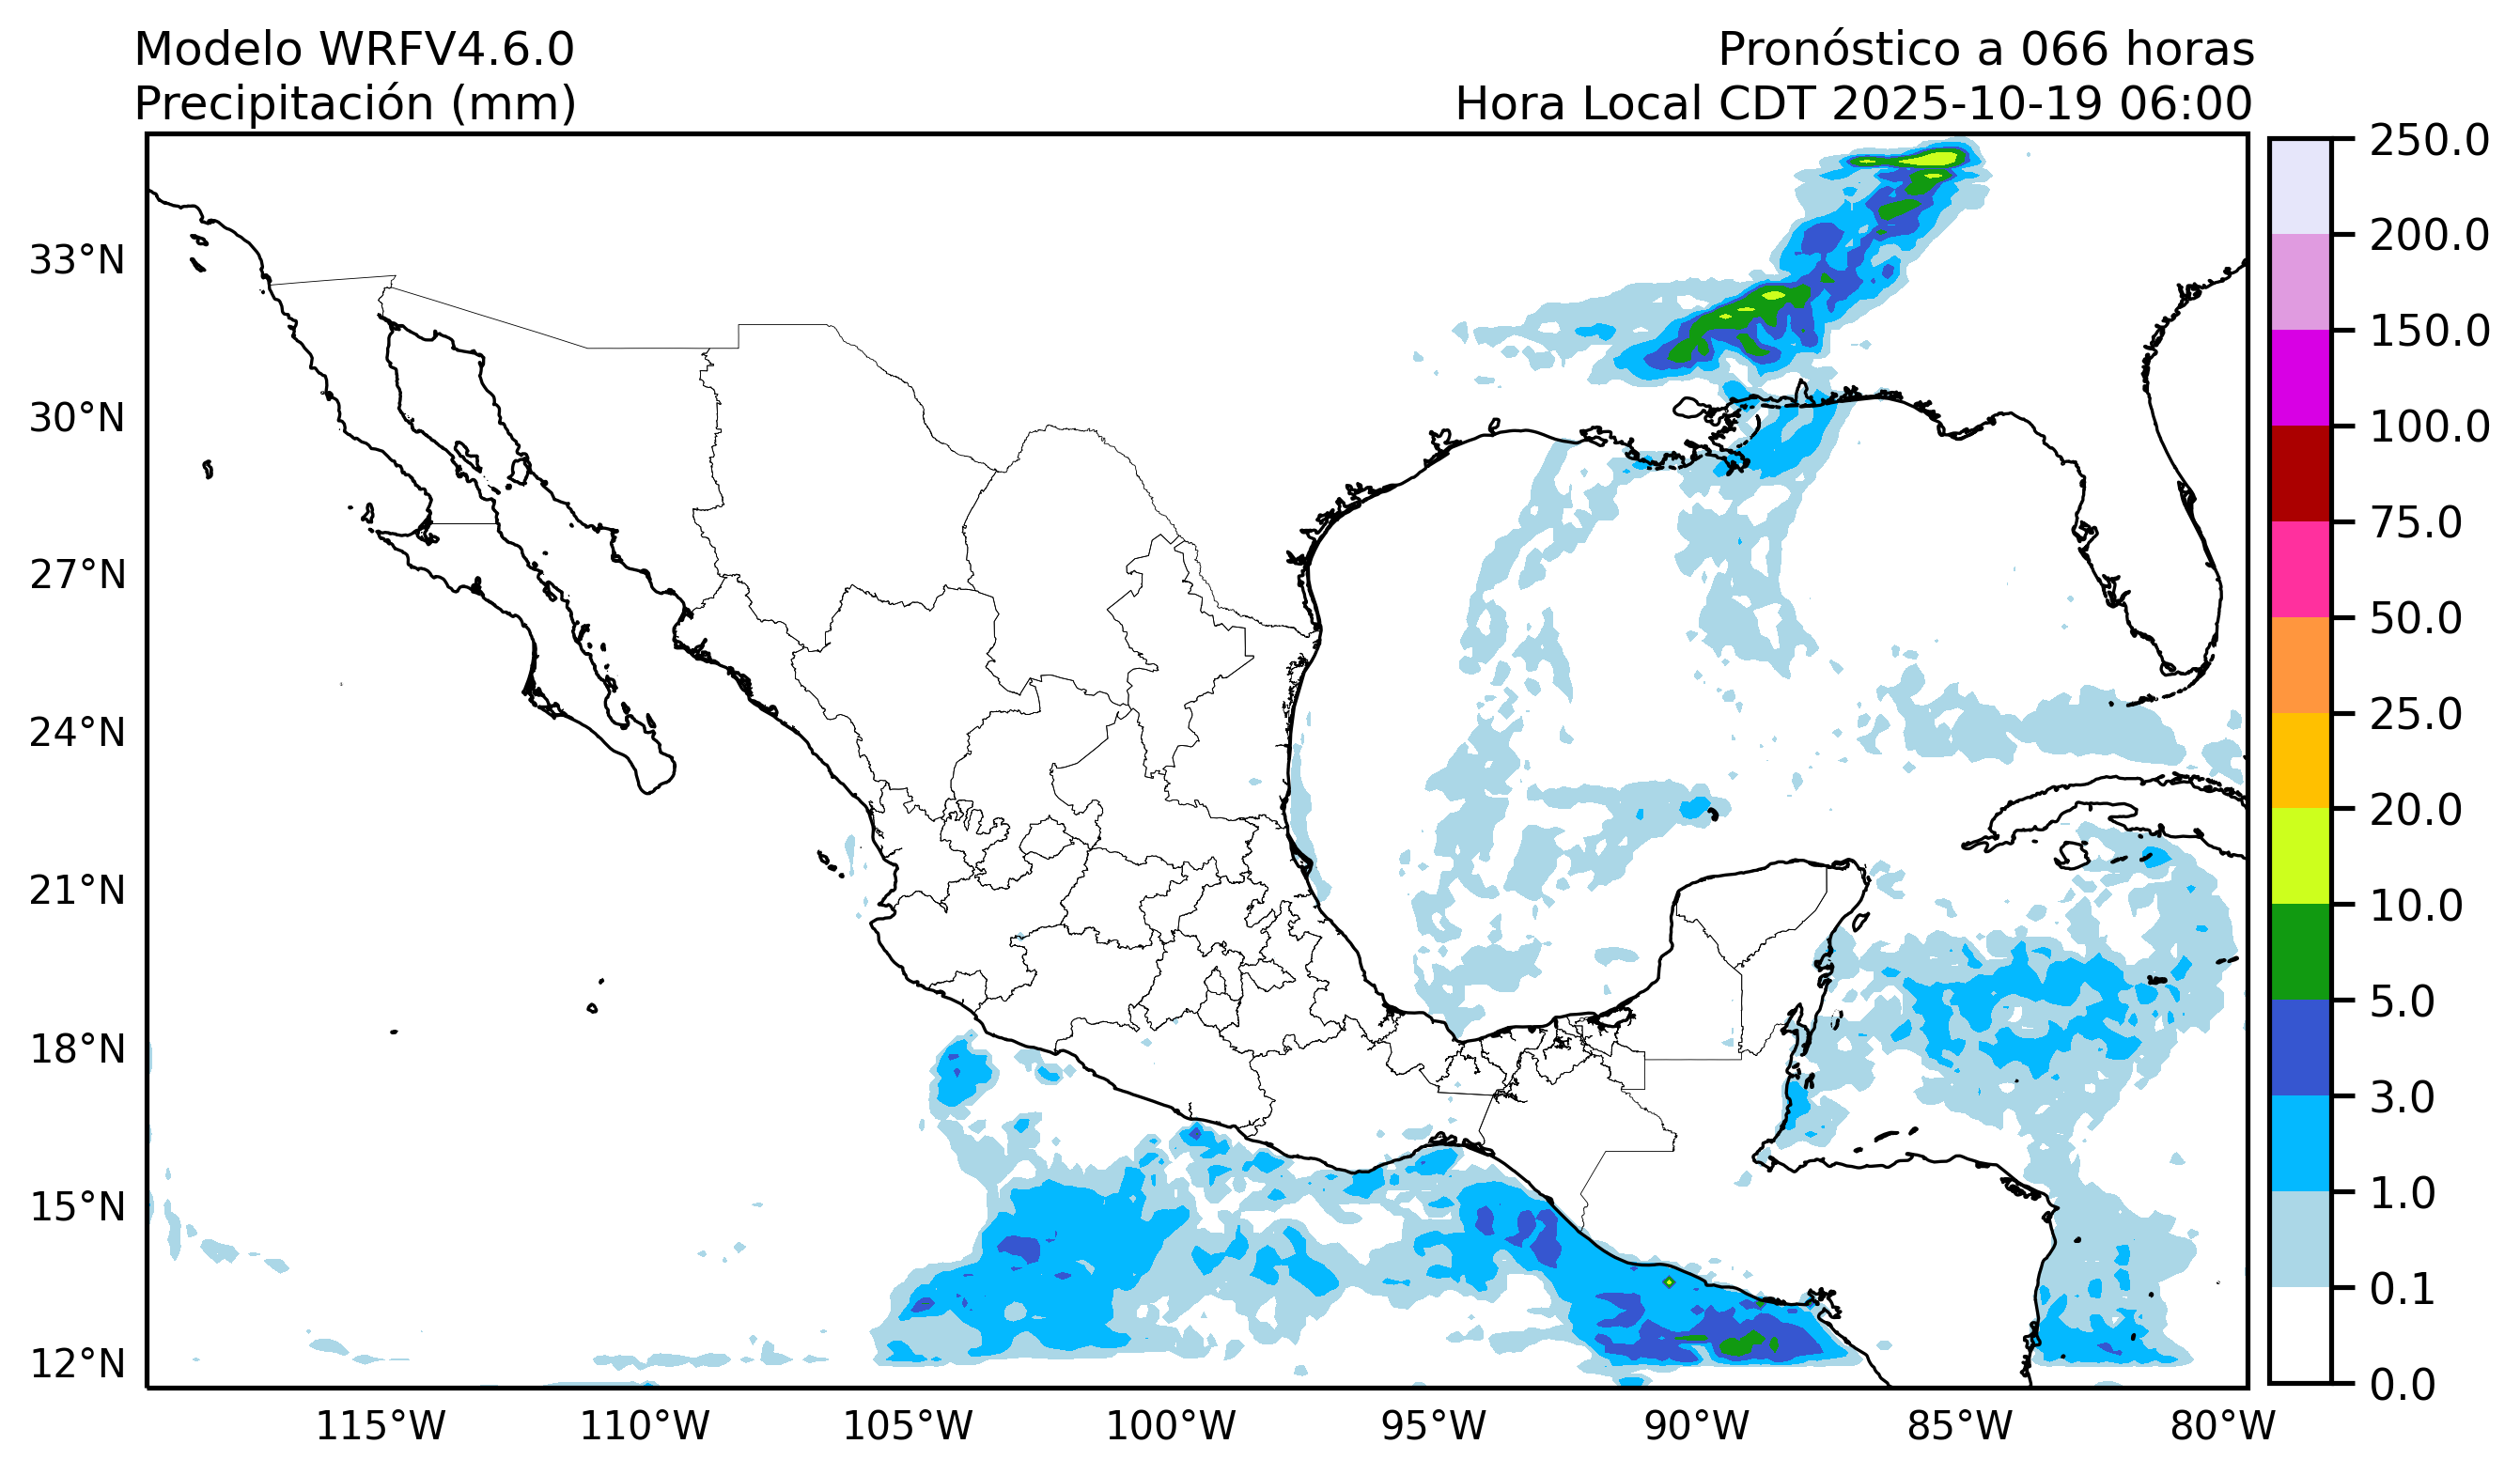 Modelo WRFV4.6.0
Precipitación (mm)
Pronóstico a 066 horas
Hora Local CDT 2025-10-19 06:00
33°N
30°N
27°N
24°N
21°N
18°N
15°N
12°N
115°W
110°W
105°W
100°W
95°W
90°W
85°W
80°W
250.0
200.0
150.0
100.0
75.0
50.0
25.0
20.0
10.0
5.0
3.0
1.0
0.1
0.0